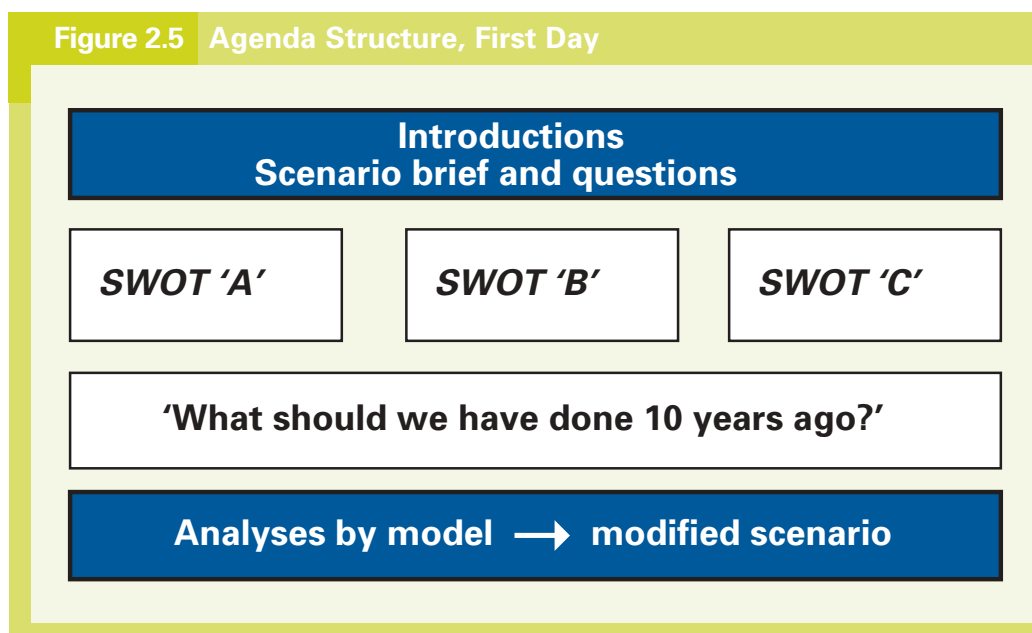 Figure 2.5 Agenda Structure, First Day
Introductions
Scenario brief and questions
SWOT ‘A’ SWOT ‘B’ SWOT ‘C’
‘What should we have done 10 years ago?’
Analyses by model → modified scenario